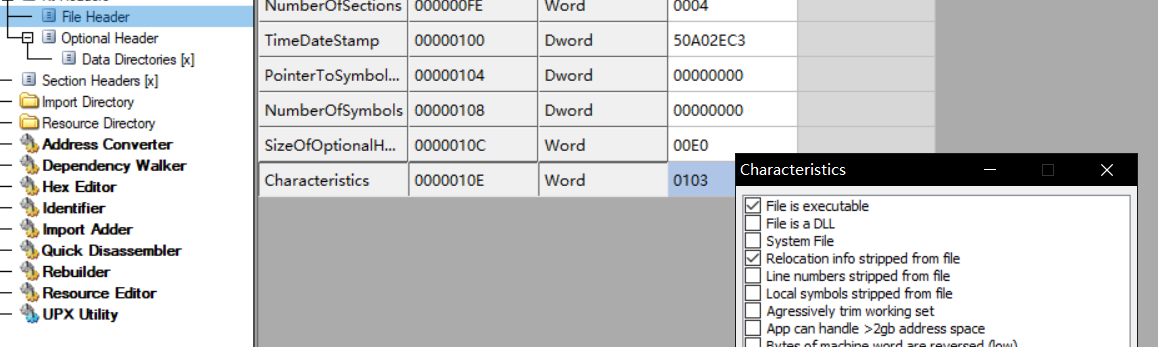 File Header
Optional Header
Data Directories [x]
Section Headers [x]
Import Directory
Resource Directory
Address Converter
Dependency Walker
Hex Editor
Identifier
Import Adder
Quick Disassembler
Rebuilder
Resource Editor
UPX Utility
NumberOfSections 000000FE Word 0004
TimeDateStamp 00000100 Dword 50A02EC3
PointerToSymbol... 00000104 Dword 00000000
NumberOfSymbols 00000108 Dword 00000000
SizeOfOptionalH... 0000010C Word 00E0
Characteristics 0000010E Word 0103
Characteristics
File is executable
File is a DLL
System File
Relocation info stripped from file
Line numbers stripped from file
Local symbols stripped from file
Agressively trim working set
App can handle >2gb address space
Bytes of machine word are reversed (low)